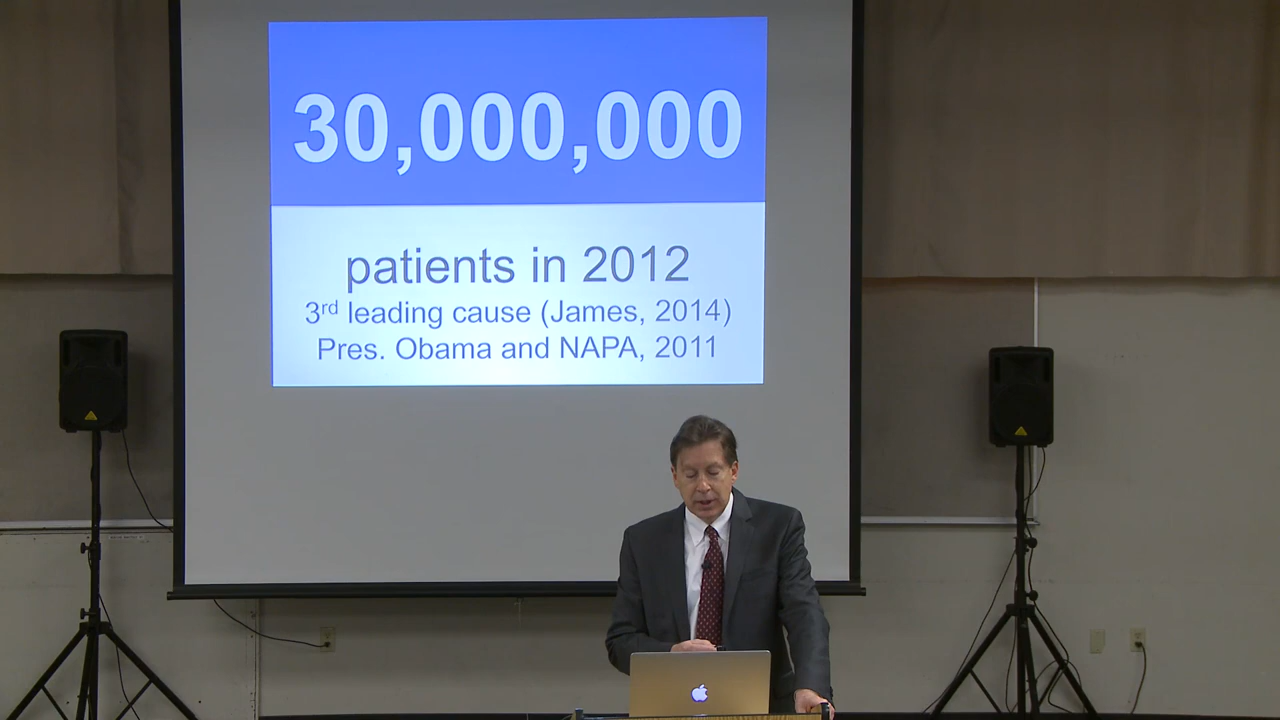 30,000,000
patients in 2012
3rd leading cause (James, 2014)
Pres. Obama and NAPA, 2011